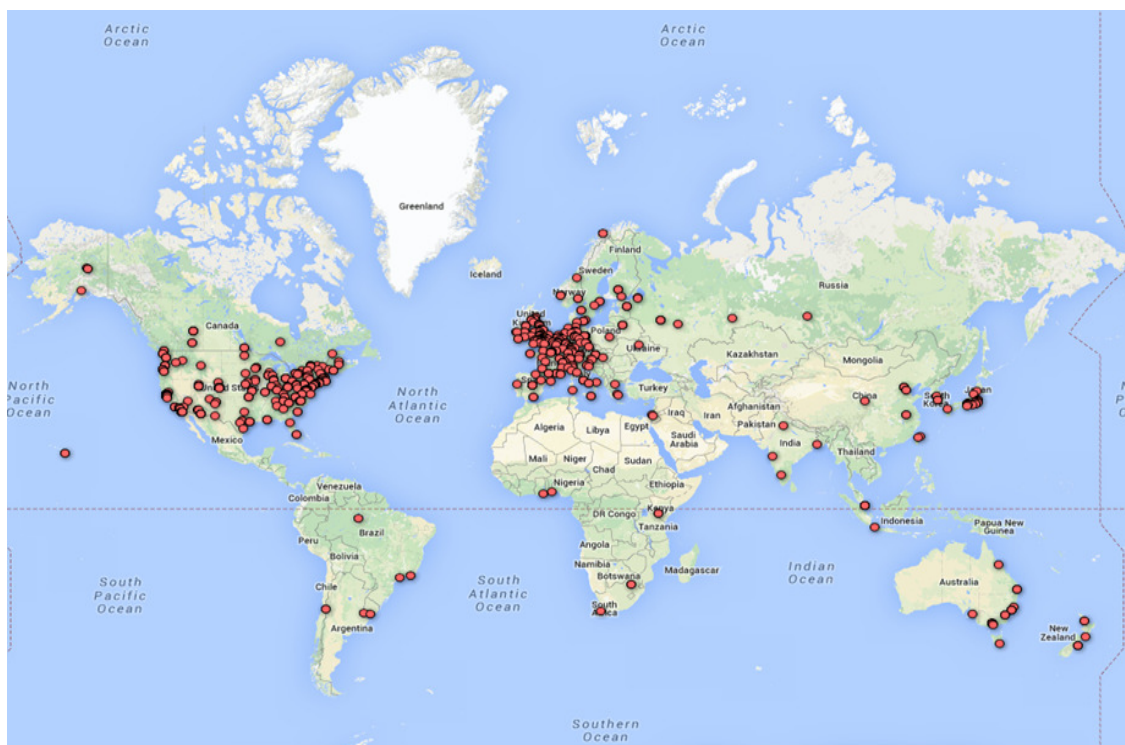 Arctic
Ocean
Arctic
Ocean
Greenland
Iceland
Finland
Sweden
Norway
Russia
Canada
United
Kingdom
Poland
Ukraine
Kazakhstan
Mongolia
North
Pacific
Ocean
United States
North
Atlantic
Ocean
Turkey
China
South
Korea
Japan
Mexico
Algeria
Libya
Egypt
Iraq
Iran
Afghanistan
Pakistan
Saudi
Arabia
India
Thailand
Mali
Niger
Chad
Sudan
Nigeria
Ethiopia
Venezuela
Colombia
DR Congo
Kenya
Tanzania
Indonesia
Papua New
Guinea
Peru
Brazil
Bolivia
Angola
Namibia
Botswana
Madagascar
Indian
Ocean
Australia
South
Pacific
Ocean
Chile
South
Atlantic
Ocean
South
Africa
Argentina
New
Zealand
Southern
Ocean